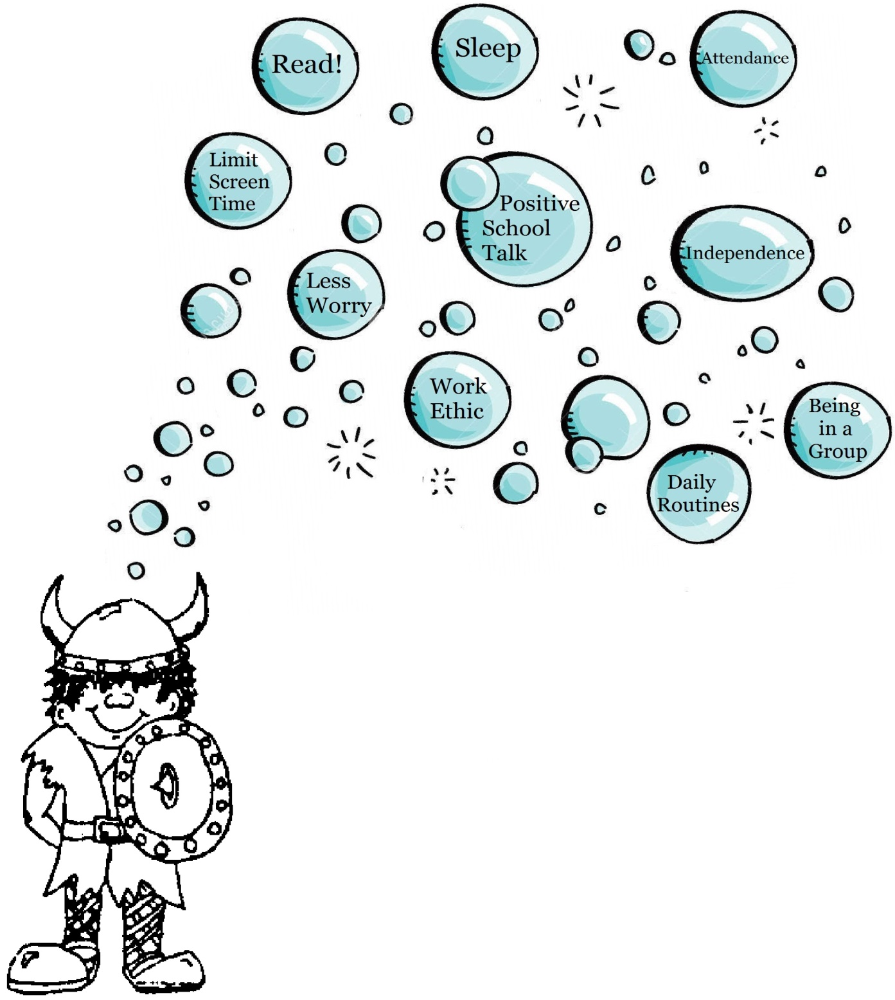 Read!
Sleep
Attendance
Limit
Screen
Time
Positive
School
Talk
Independence
Less
Worry
Work
Ethic
Being
in a
Group
Daily
Routines